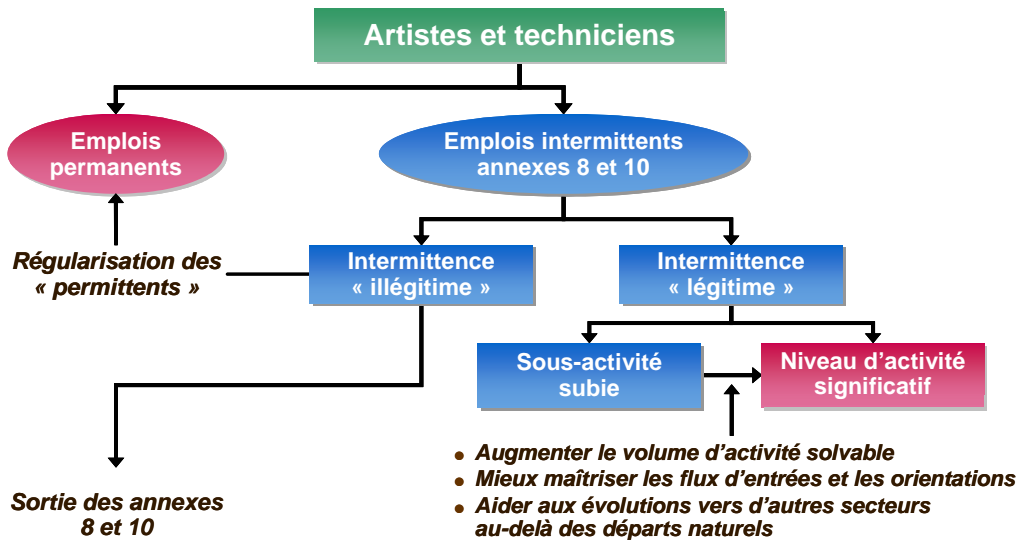 Artistes et techniciens
Emplois
permanents
Emplois intermittents
annexes 8 et 10
Régularisation des
« permittents »
Intermittence
« illégitime »
Intermittence
« légitime »
Sous-activité
subie
Niveau d’activité
significatif
• Augmenter le volume d’activité solvable
• Mieux maîtriser les flux d’entrées et les orientations
• Aider aux évolutions vers d’autres secteurs
au-delà des départs naturels
Sortie des annexes
8 et 10